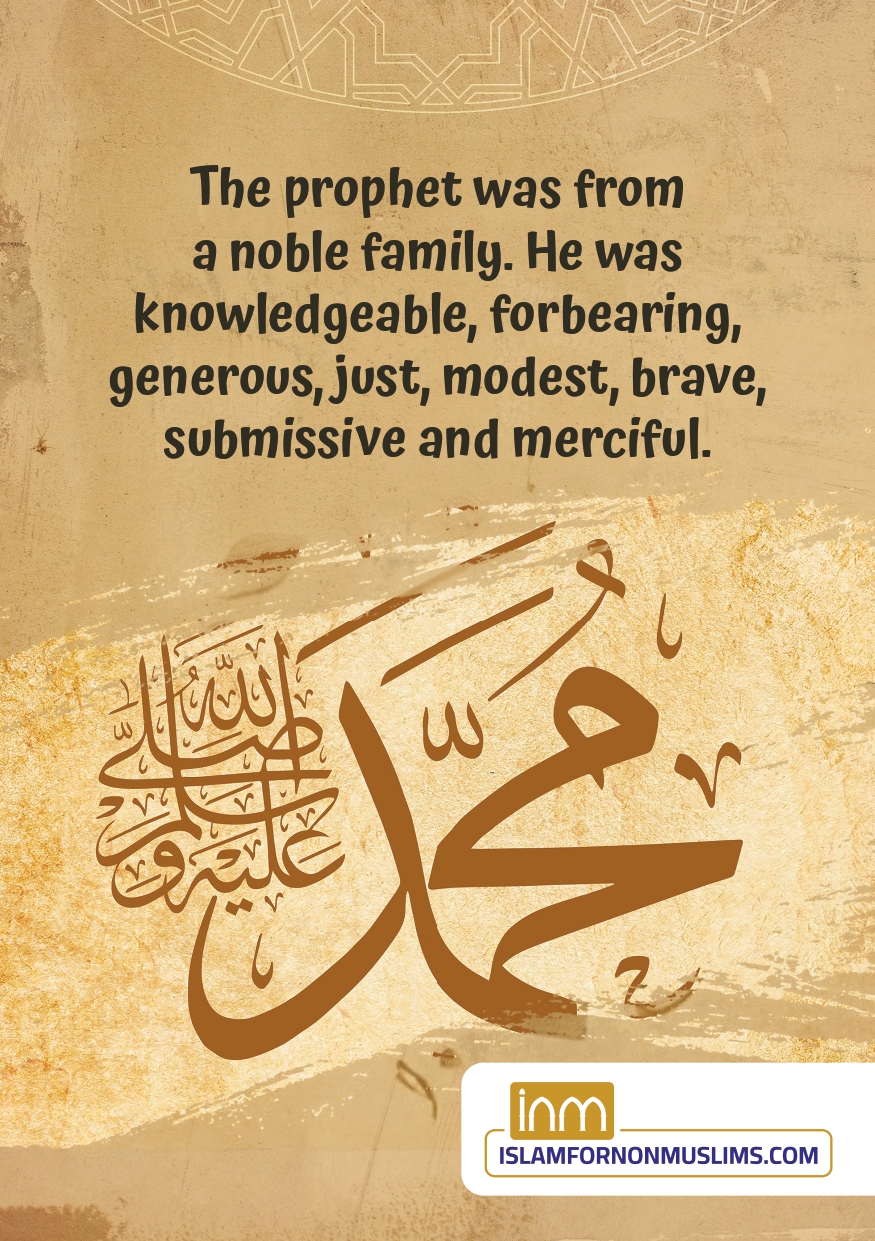 The prophet was from
a noble family. He was
knowledgeable, forbearing,
generous, just, modest, brave,
submissive and merciful.
محمد
صلى الله
عليه وسلم
inm
ISLAMFORNONMUSLIMS.COM